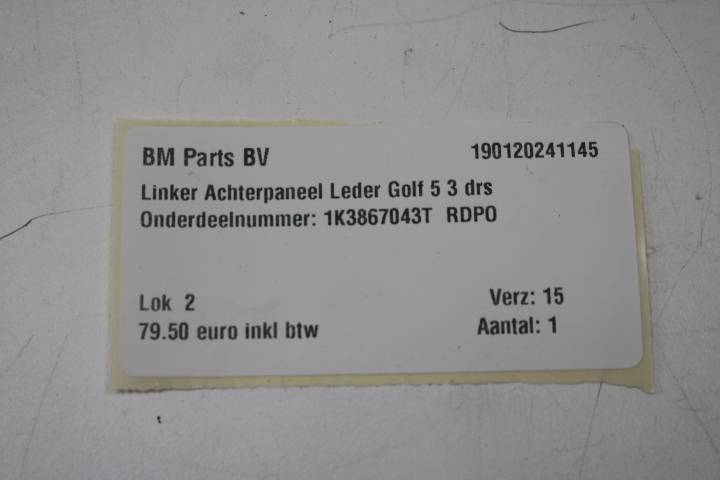 BM Parts BV 190120241145
Linker Achterpaneel Leder Golf 5 3 drs
Onderdeelnummer: 1K3867043T RDPO
Lok 2 Verz: 15
79.50 euro inkl btw Aantal: 1